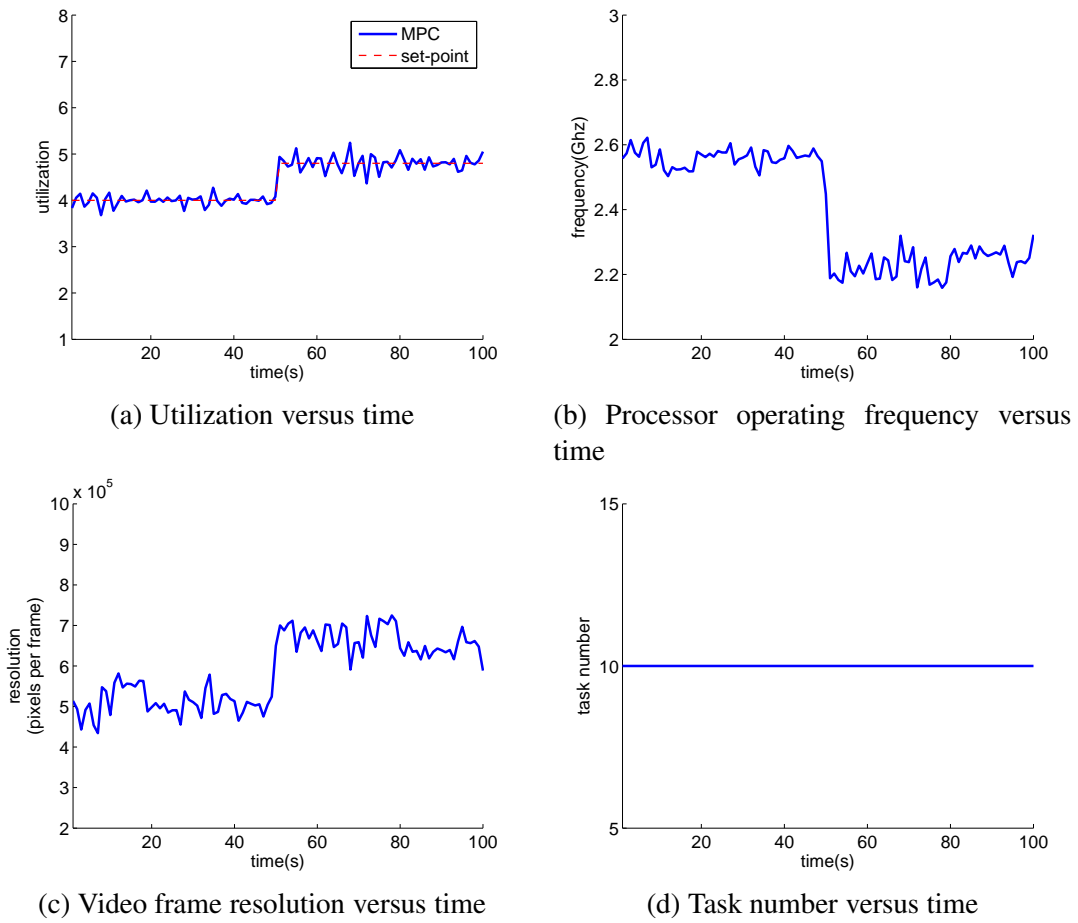 8
7
6
5
4
3
2
1
utilization
20 40 60 80 100
time(s)
MPC
set-point
(a) Utilization versus time
3
2.8
2.6
2.4
2.2
2
frequency(Ghz)
20 40 60 80 100
time(s)
(b) Processor operating frequency versus
time
x 10^5
10
9
8
7
6
5
4
3
2
resolution
(pixels per frame)
20 40 60 80 100
time(s)
(c) Video frame resolution versus time
15
10
5
task number
20 40 60 80 100
time(s)
(d) Task number versus time